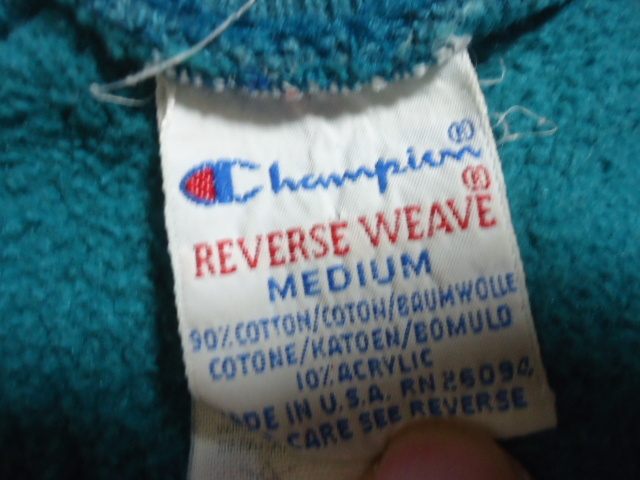 Champion®
REVERSE WEAVE®
MEDIUM
90% COTTON/COTON/BAUMWOLLE
COTONE/KATOEN/BOMULD
10% ACRYLIC
ADE IN U.S.A. RN 26094
CARE SEE REVERSE